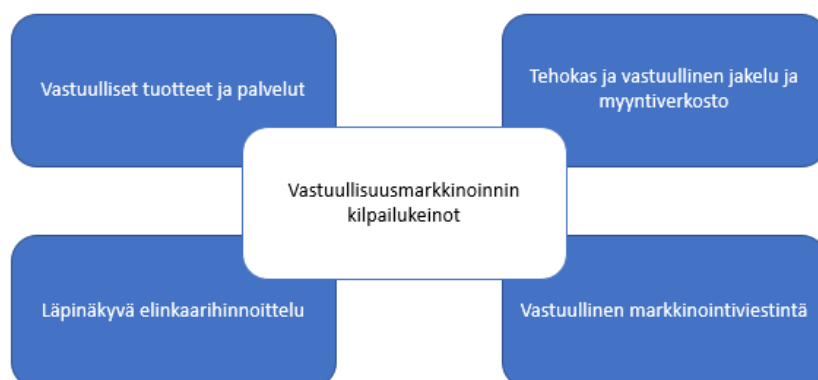 Vastuulliset tuotteet ja palvelut
Tehokas ja vastuullinen jakelu ja
myyntiverkosto
Vastuullisuusmarkkinoinnin
kilpailukeinot
Läpinäkyvä elinkaarihinnoittelu
Vastuullinen markkinointiviestintä